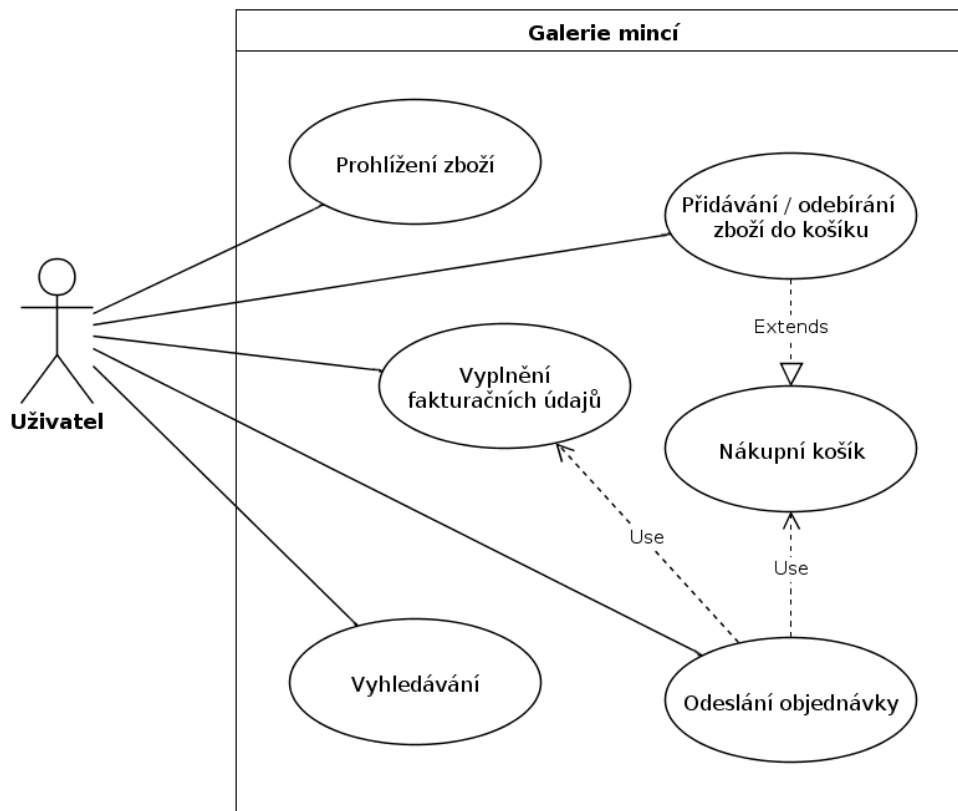 Galerie mincí
Prohlížení zboží
Přidávání / odebírání
zboží do košíku
Extends
Uživatel
Vyplnění
fakturačních údajů
Nákupní košík
Use
Use
Vyhledávání
Odeslání objednávky